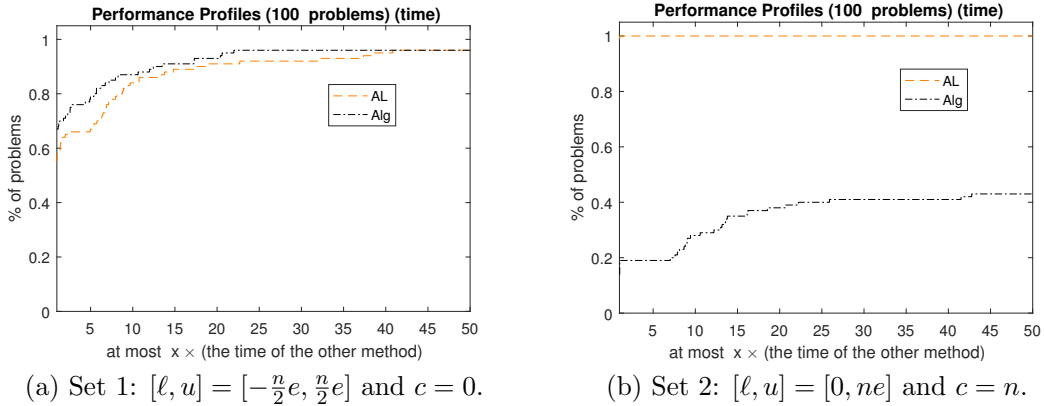 Performance Profiles (100 problems) (time)
% of problems
1
0.8
0.6
0.4
0.2
0
AL
Alg
5 10 15 20 25 30 35 40 45 50
at most x × (the time of the other method)
(a) Set 1: [ℓ, u] = [−n/2 e, n/2 e] and c = 0.
Performance Profiles (100 problems) (time)
% of problems
1
0.8
0.6
0.4
0.2
0
AL
Alg
5 10 15 20 25 30 35 40 45 50
at most x × (the time of the other method)
(b) Set 2: [ℓ, u] = [0, ne] and c = n.